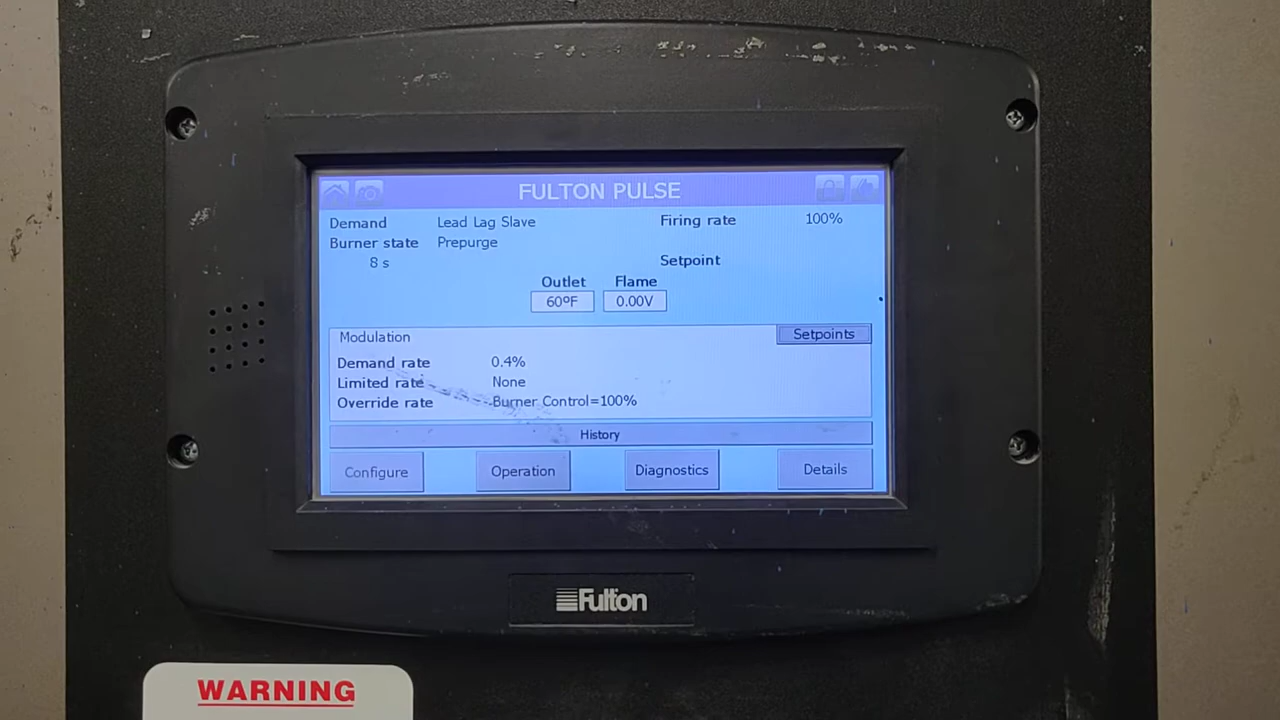 FULTON PULSE
Demand Lead Lag Slave Firing rate 100%
Burner state Prepurge
8 s Setpoint
Outlet Flame
60ºF 0.00V
Modulation Setpoints
Demand rate 0.4%
Limited rate None
Override rate Burner Control=100%
History
Configure Operation Diagnostics Details
Fulton
WARNING